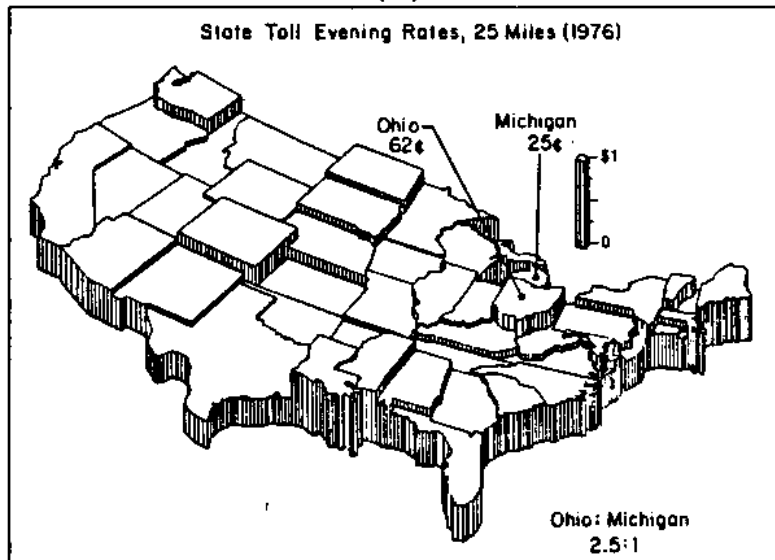 State Toll Evening Rates, 25 Miles (1976)
Ohio
62¢
Michigan
25¢
$1
0
Ohio: Michigan
2.5:1